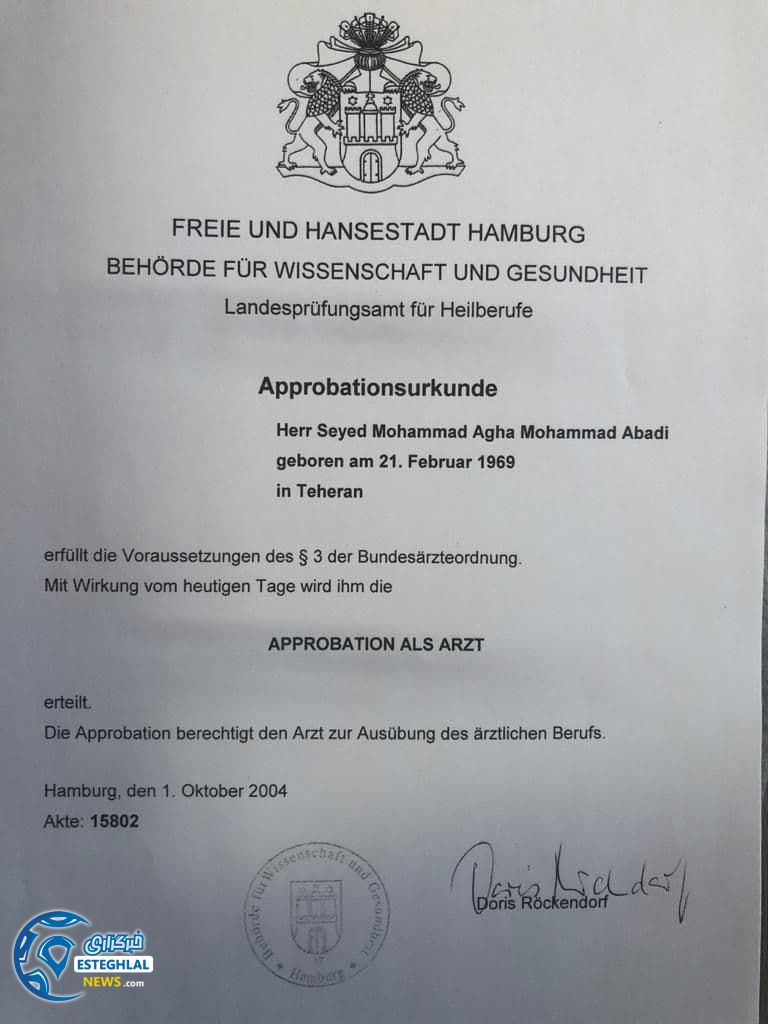 FREIE UND HANSESTADT HAMBURG
BEHÖRDE FÜR WISSENSCHAFT UND GESUNDHEIT
Landesprüfungsamt für Heilberufe
Approbationsurkunde
Herr Seyed Mohammad Agha Mohammad Abadi
geboren am 21. Februar 1969
in Teheran
erfüllt die Voraussetzungen des § 3 der Bundesärzteordnung.
Mit Wirkung vom heutigen Tage wird ihm die
APPROBATION ALS ARZT
erteilt.
Die Approbation berechtigt den Arzt zur Ausübung des ärztlichen Berufs.
Hamburg, den 1. Oktober 2004
Akte: 15802
Behörde für Wissenschaft und Gesundheit
Hamburg
Doris Röckendorf
خبرگزاری
ESTEGHLAL
NEWS.com